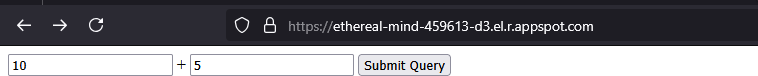 https://ethereal-mind-459613-d3.el.r.appspot.com
10 + 5 Submit Query